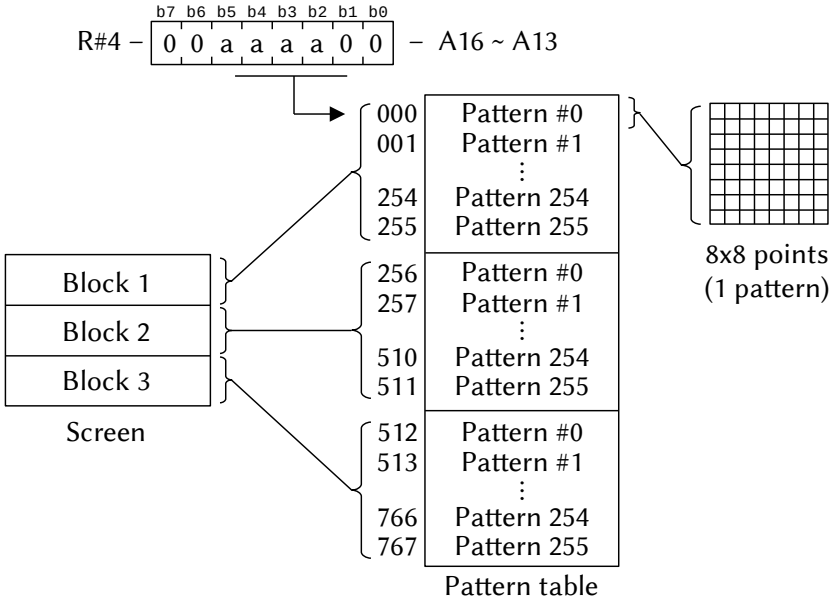 b7 b6 b5 b4 b3 b2 b1 b0
R#4 – 0 0 a a a a 0 0 – A16 ~ A13
000 Pattern #0
001 Pattern #1
⋮
254 Pattern 254
255 Pattern 255
256 Pattern #0
257 Pattern #1
⋮
510 Pattern 254
511 Pattern 255
512 Pattern #0
513 Pattern #1
⋮
766 Pattern 254
767 Pattern 255
Pattern table
Block 1
Block 2
Block 3
Screen
8x8 points
(1 pattern)